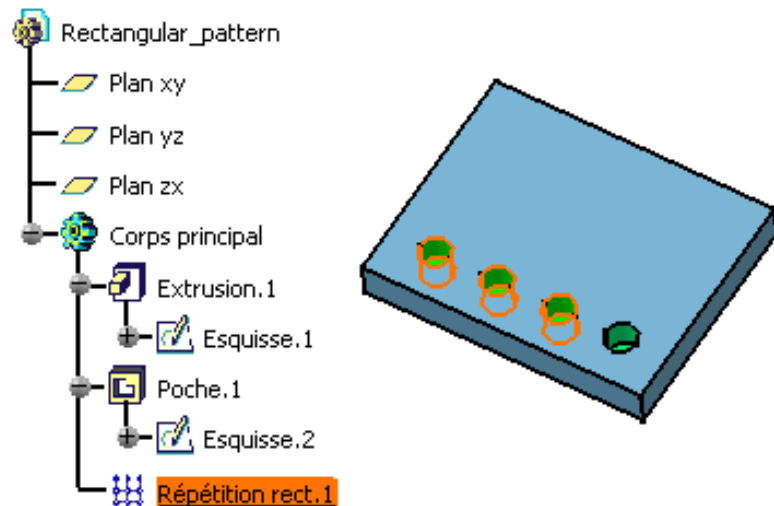 Rectangular_pattern
Plan xy
Plan yz
Plan zx
Corps principal
Extrusion.1
Esquisse.1
Poche.1
Esquisse.2
Répétition rect.1